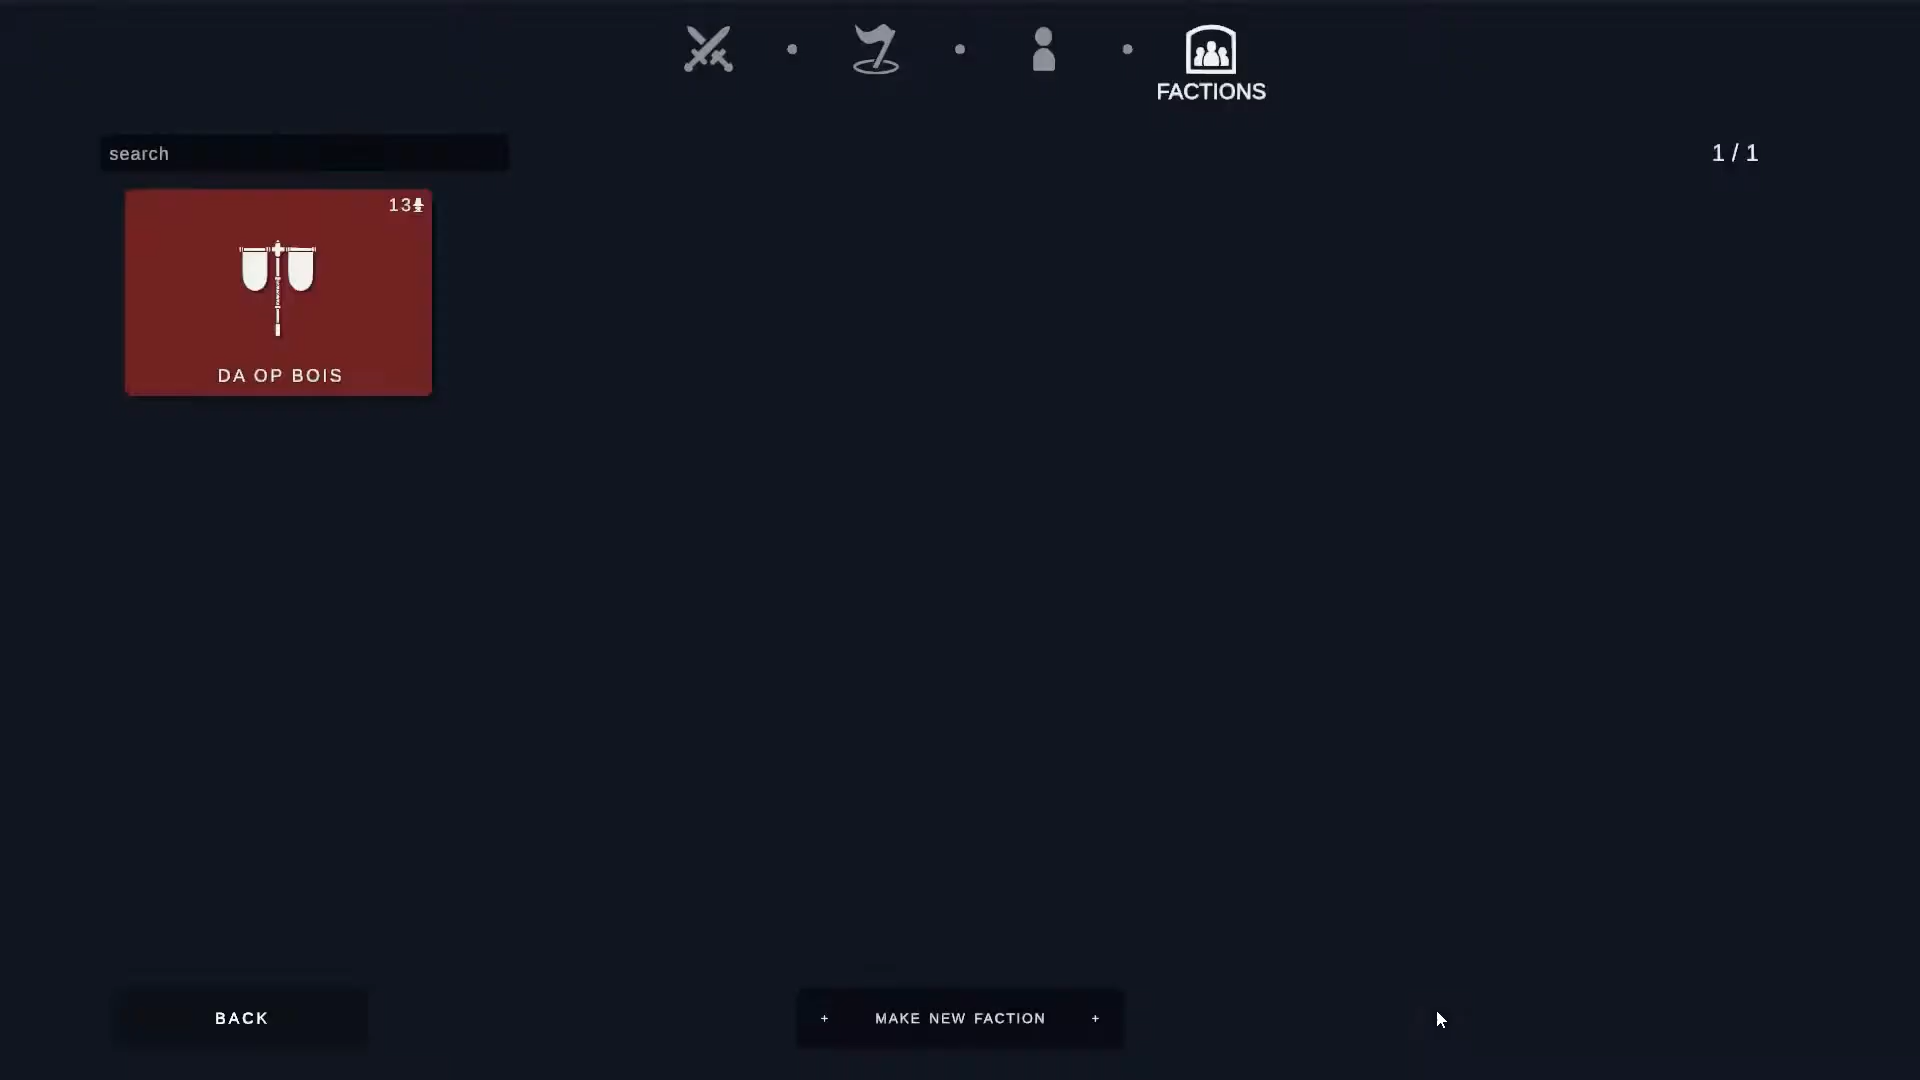 FACTIONS
search
1 / 1
13
DA OP BOIS
BACK
+ MAKE NEW FACTION +